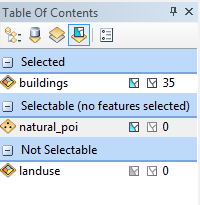 Table Of Contents
Selected
buildings 35
Selectable (no features selected)
natural_poi 0
Not Selectable
landuse 0